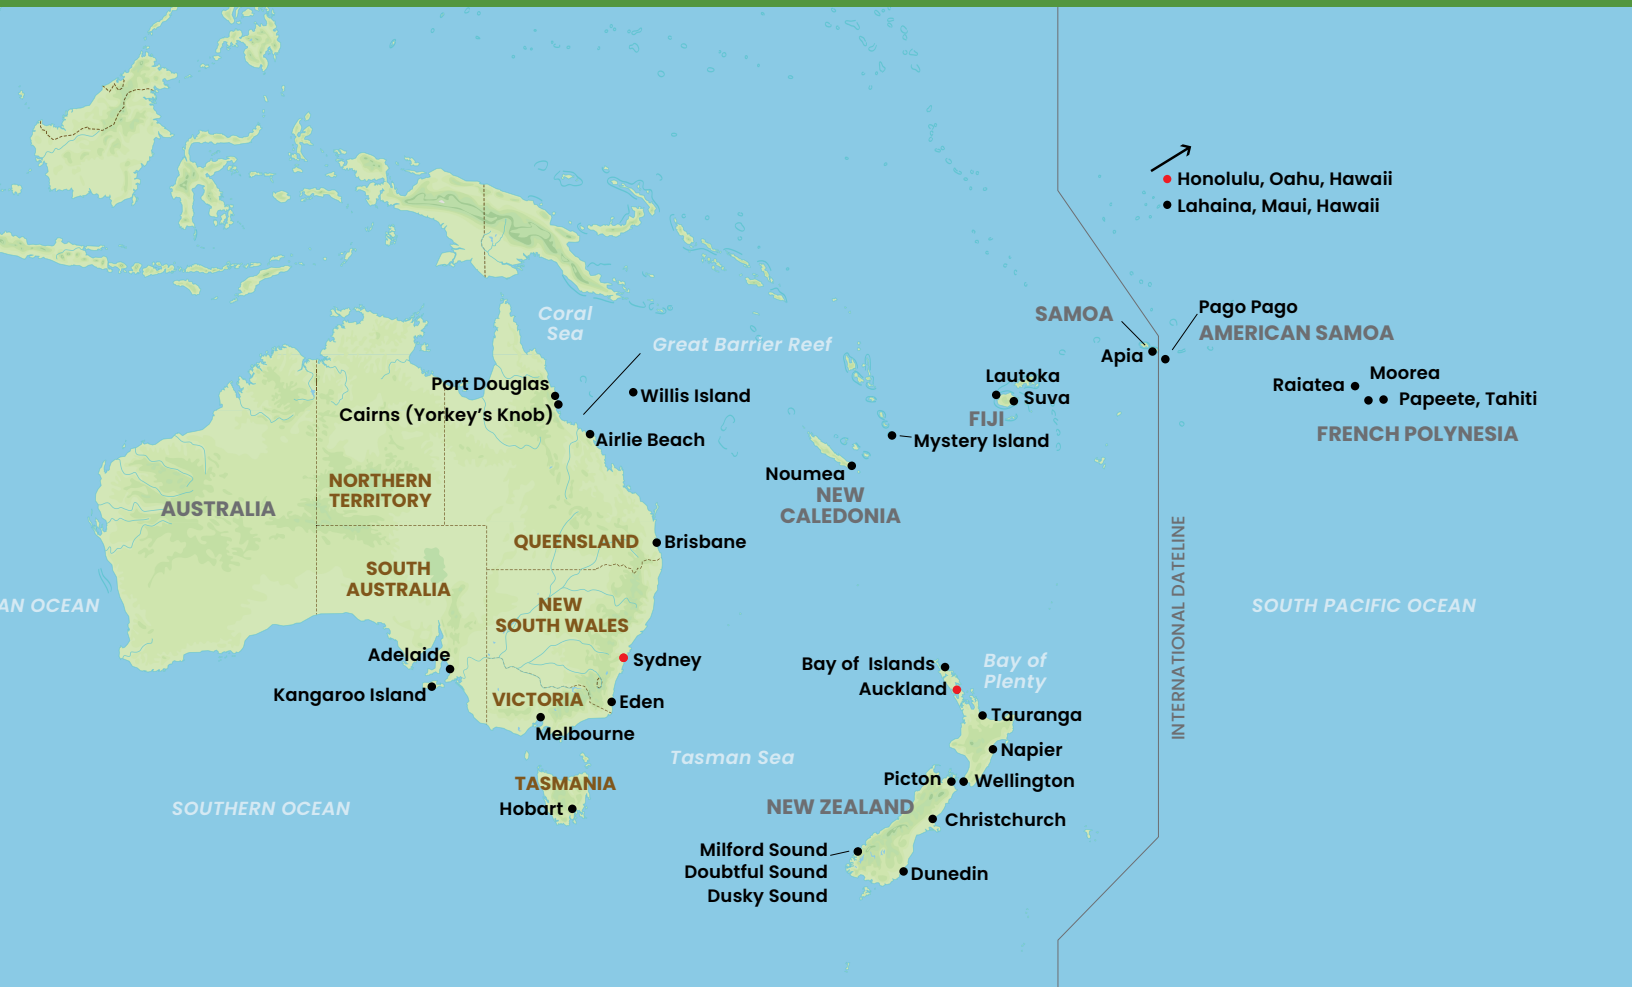 Honolulu, Oahu, Hawaii
Lahaina, Maui, Hawaii
Coral
Sea
Great Barrier Reef
SAMOA
Pago Pago
AMERICAN SAMOA
Apia
Port Douglas
Cairns (Yorkey's Knob)
Willis Island
Airlie Beach
Lautoka
Suva
FIJI
Mystery Island
Raiatea
Moorea
Papeete, Tahiti
FRENCH POLYNESIA
Noumea
NEW
CALEDONIA
NORTHERN
TERRITORY
AUSTRALIA
QUEENSLAND
Brisbane
SOUTH
AUSTRALIA
AN OCEAN
NEW
SOUTH WALES
INTERNATIONAL DATELINE
SOUTH PACIFIC OCEAN
Adelaide
Kangaroo Island
Sydney
VICTORIA
Eden
Melbourne
Bay of Islands
Auckland
Bay of
Plenty
Tauranga
Napier
Tasman Sea
TASMANIA
Hobart
SOUTHERN OCEAN
Picton
Wellington
NEW ZEALAND
Christchurch
Milford Sound
Doubtful Sound
Dusky Sound
Dunedin